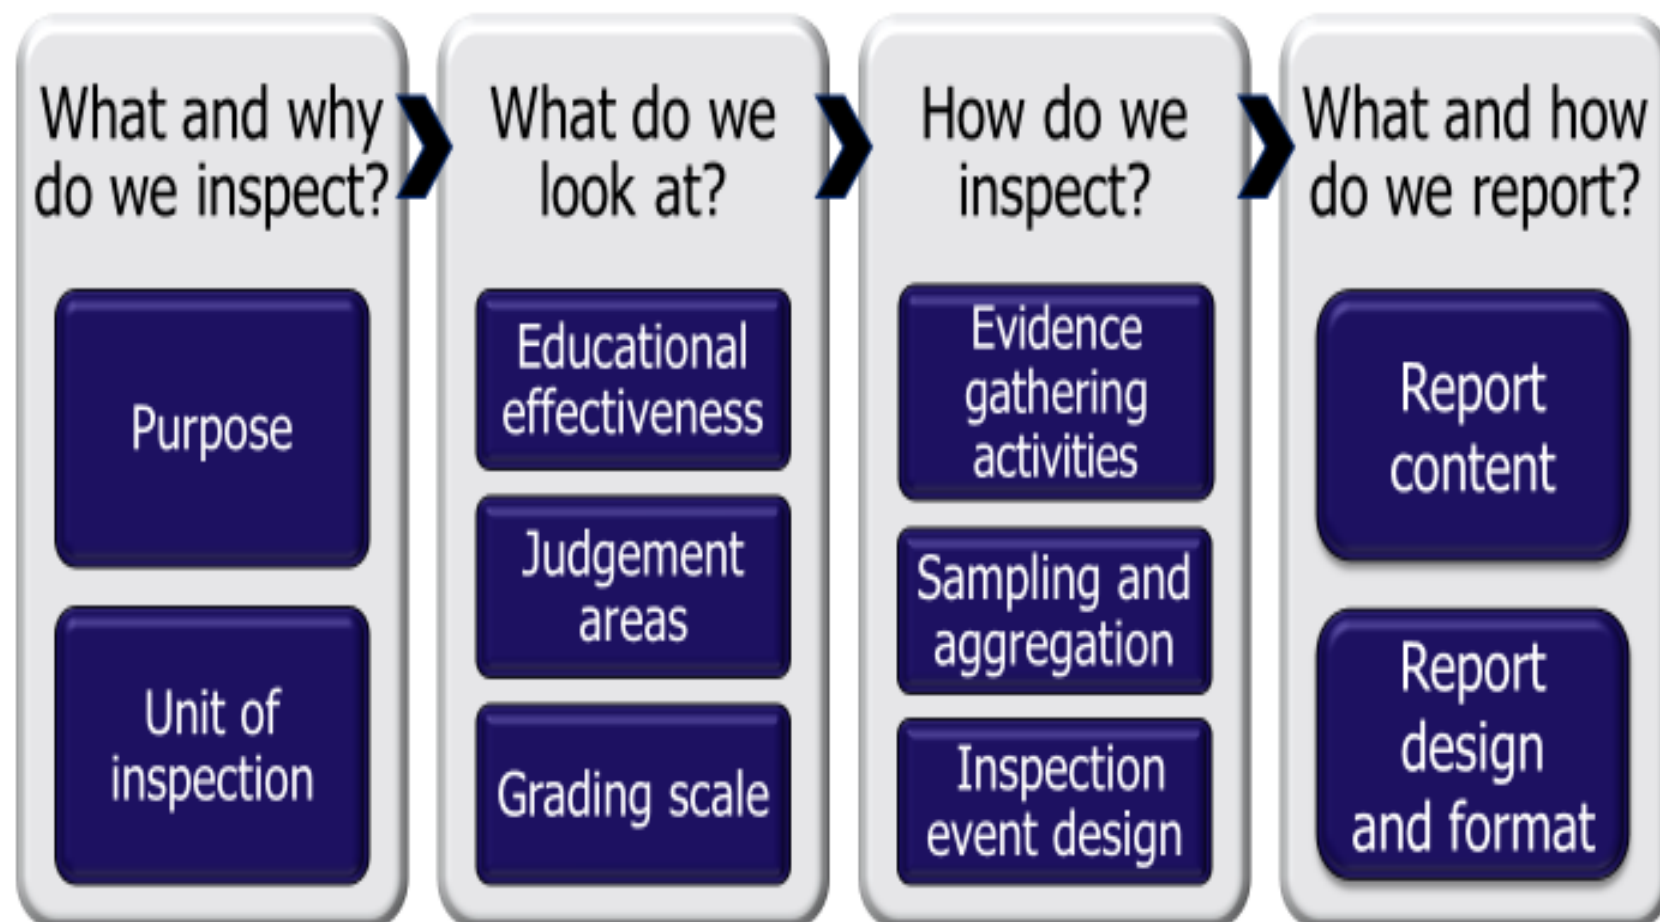 What and why
do we inspect?
Purpose
Unit of
inspection
What do we
look at?
Educational
effectiveness
Judgement
areas
Grading scale
How do we
inspect?
Evidence
gathering
activities
Sampling and
aggregation
Inspection
event design
What and how
do we report?
Report
content
Report
design
and format